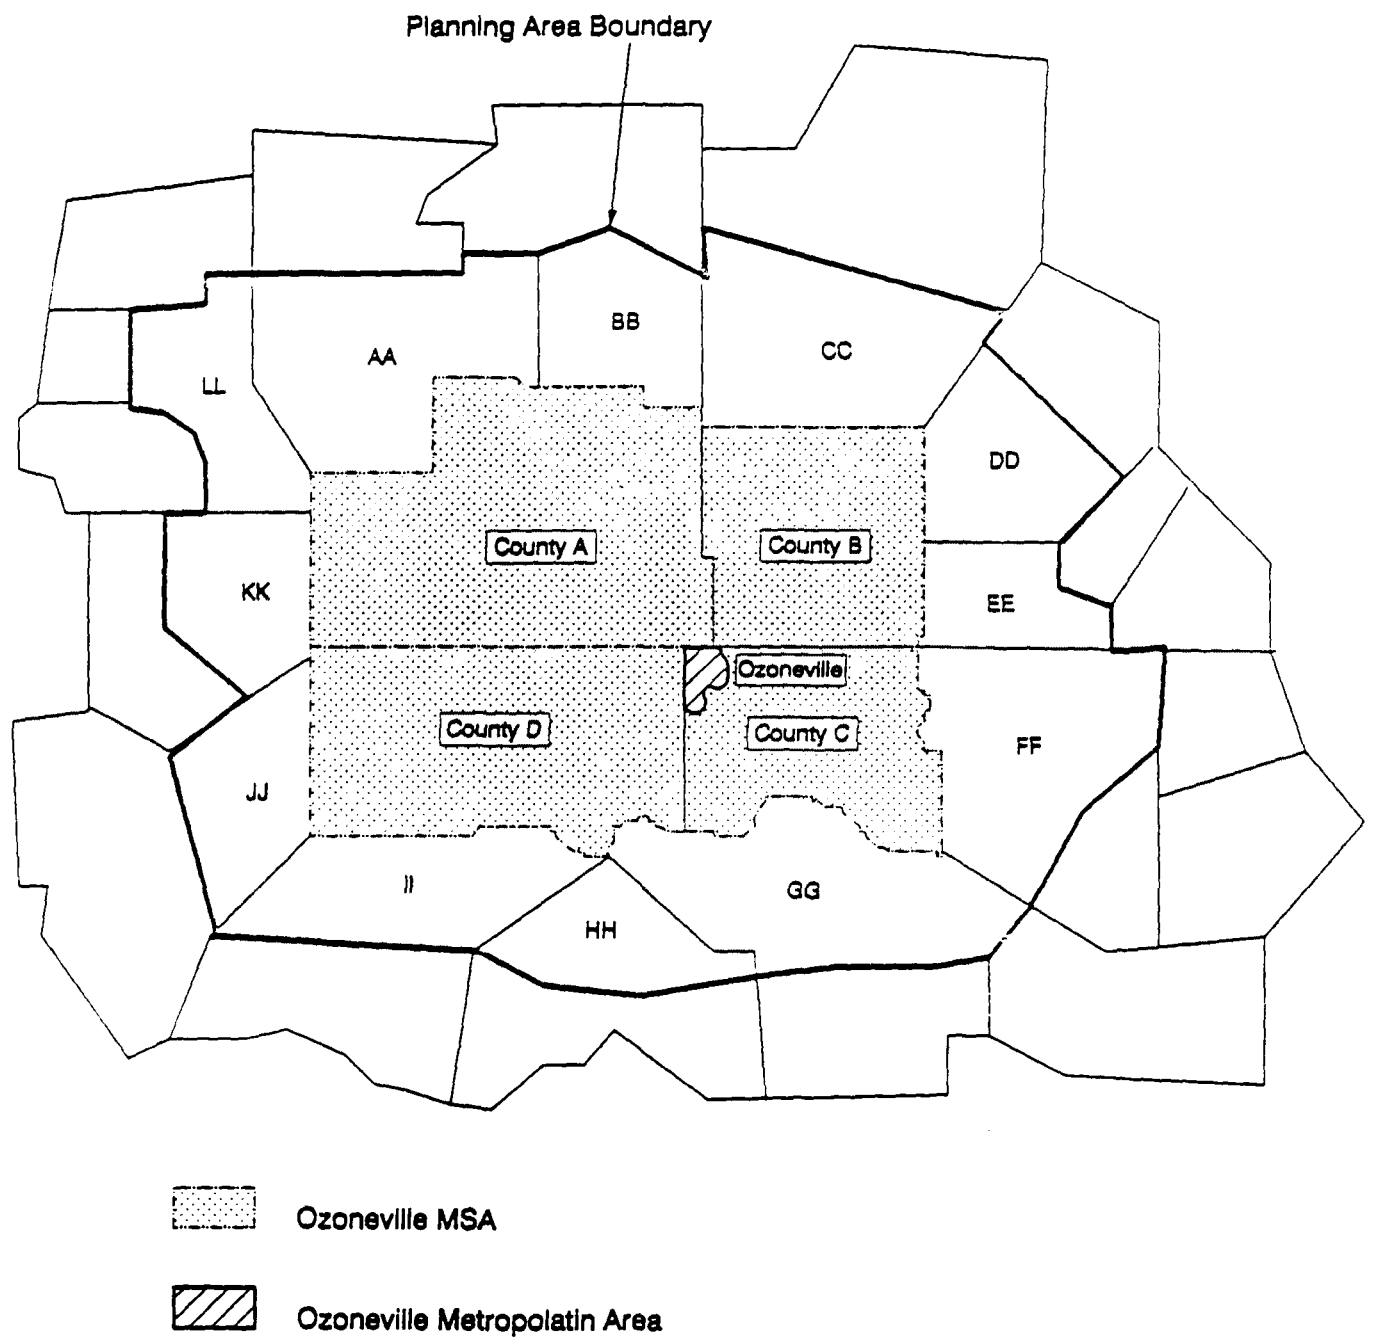 Planning Area Boundary
BB
CC
AA
LL
DD
County A
County B
KK
EE
Ozoneville
County D
County C
FF
JJ
II
GG
HH
Ozoneville MSA
Ozoneville Metropolatin Area